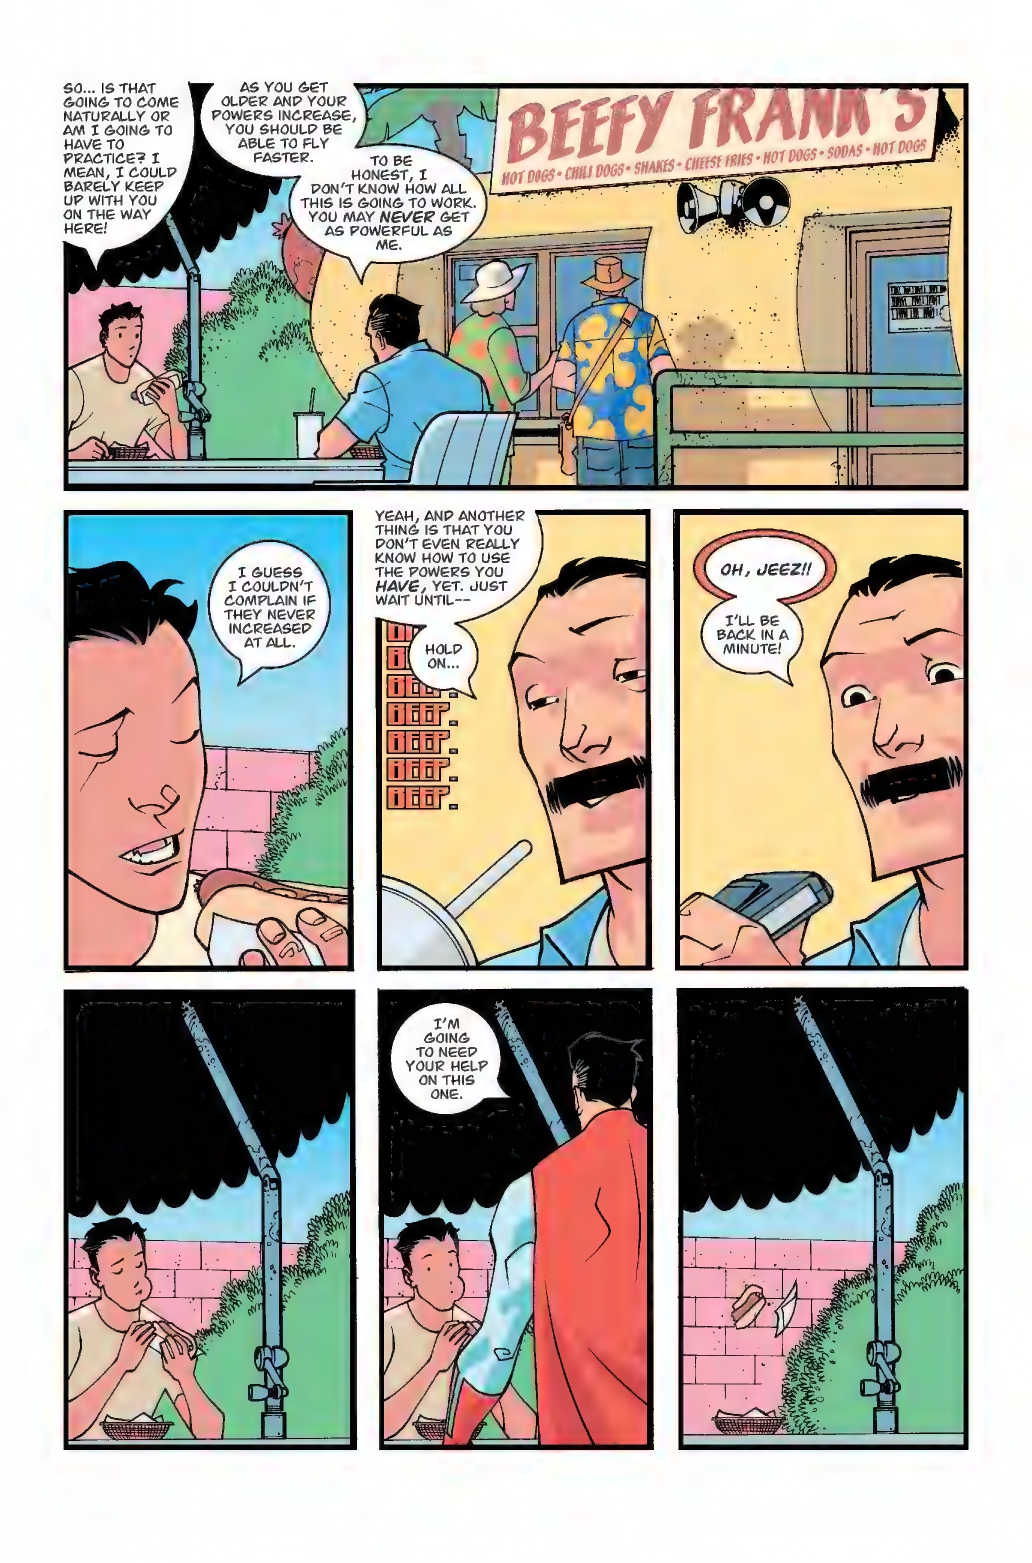 SO... IS THAT
GOING TO COME
NATURALLY OR
AM I GOING TO
HAVE TO
PRACTICE? I
MEAN, I COULD
BARELY KEEP
UP WITH YOU
ON THE WAY
HERE!
AS YOU GET
OLDER AND YOUR
POWERS INCREASE,
YOU SHOULD BE
ABLE TO FLY
FASTER.
TO BE
HONEST, I
DON'T KNOW HOW ALL
THIS IS GOING TO WORK.
YOU MAY NEVER GET
AS POWERFUL AS
ME.
BEEFY FRANK'S
HOT DOGS • CHILI DOGS • SHAKES • CHEESE FRIES • HOT DOGS • SODAS • HOT DOGS
I GUESS
I COULDN'T
COMPLAIN IF
THEY NEVER
INCREASED
AT ALL.
YEAH, AND ANOTHER
THING IS THAT YOU
DON'T EVEN REALLY
KNOW HOW TO USE
THE POWERS YOU
HAVE, YET. JUST
WAIT UNTIL--
HOLD
ON...
BEEP.
BEEP.
BEEP.
BEEP.
OH, JEEZ!!
I'LL BE
BACK IN A
MINUTE!
I'M
GOING
TO NEED
YOUR HELP
ON THIS
ONE.